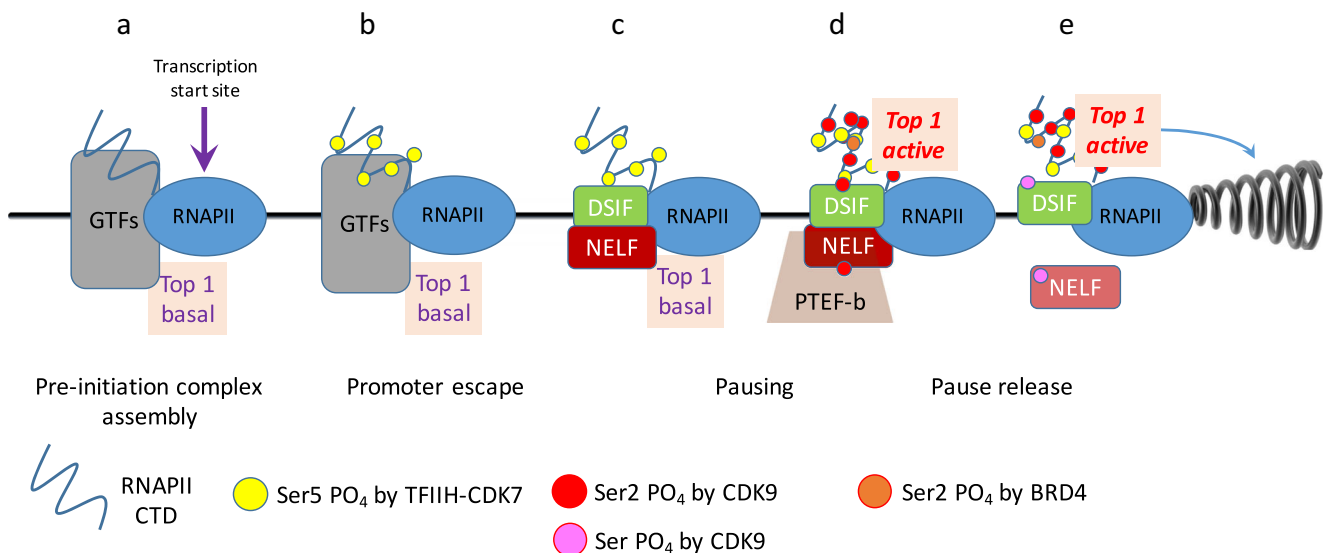 a
b
c
d
e
Transcription
start site
GTFs
RNAPII
Top 1
basal
GTFs
RNAPII
Top 1
basal
DSIF
NELF
RNAPII
Top 1
basal
Top 1
active
DSIF
NELF
RNAPII
PTEF-b
Top 1
active
DSIF
RNAPII
NELF
Pre-initiation complex
assembly
Promoter escape
Pausing
Pause release
RNAPII
CTD
Ser5 PO4 by TFIIH-CDK7
Ser2 PO4 by CDK9
Ser2 PO4 by BRD4
Ser PO4 by CDK9